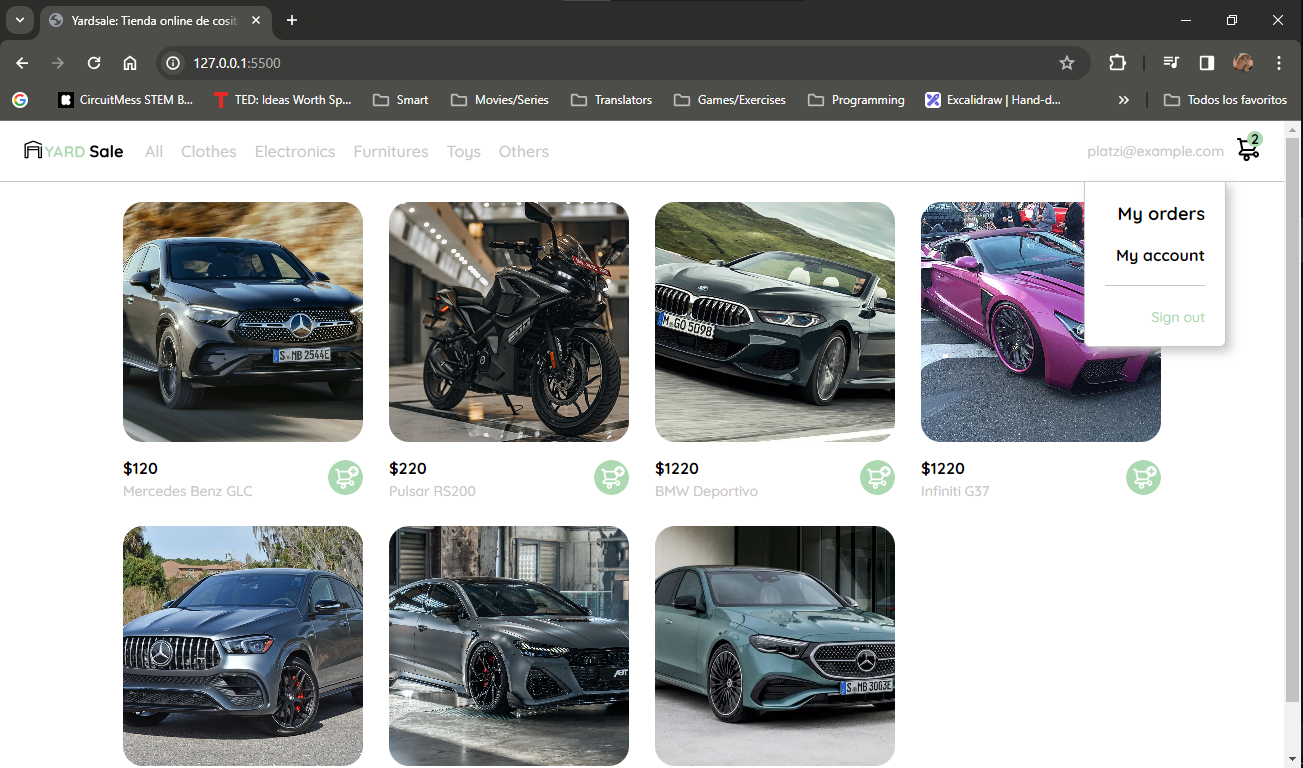 Yardsale: Tienda online de cosit
127.0.0.1:5500
CircuitMess STEM B...
TED: Ideas Worth Sp...
Smart
Movies/Series
Translators
Games/Exercises
Programming
Excalidraw | Hand-d...
Todos los favoritos
YARD Sale
All
Clothes
Electronics
Furnitures
Toys
Others
platzi@example.com
2
My orders
My account
Sign out
S MB 2544E
M GO 5098
$120
Mercedes Benz GLC
$220
Pulsar RS200
$1220
BMW Deportivo
$1220
Infiniti G37
ABT
S MB 3063E